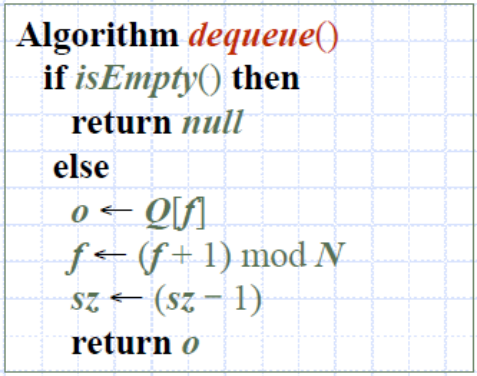 Algorithm dequeue()
if isEmpty() then
return null
else
o ← Q[f]
f ← (f + 1) mod N
sz ← (sz − 1)
return o